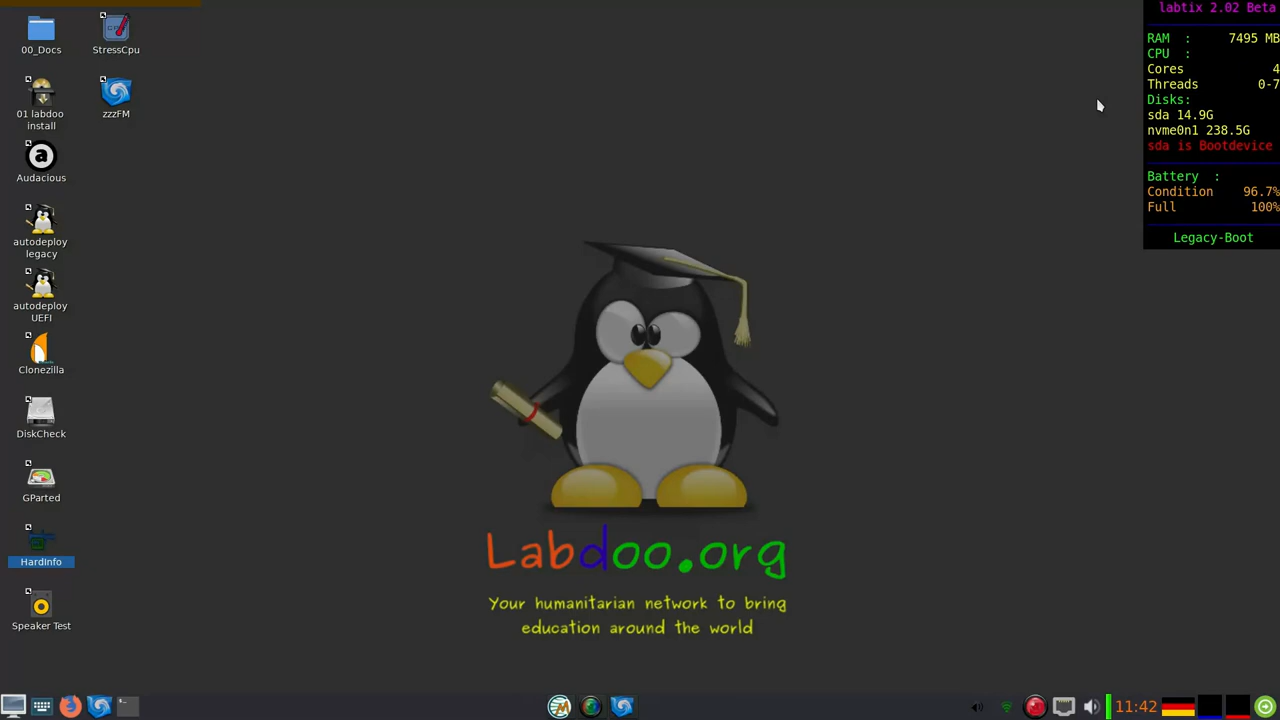 00_Docs
StressCpu
01 labdoo
install
zzzFM
a
Audacious
autodeploy
legacy
autodeploy
UEFI
Clonezilla
DiskCheck
GParted
HardInfo
Speaker Test
Labdoo.org
Your humanitarian network to bring
education around the world
labtix 2.02 Beta
RAM : 7495 MB
CPU :
Cores 4
Threads 0-7
Disks:
sda 14.9G
nvme0n1 238.5G
sda is Bootdevice
Battery :
Condition 96.7%
Full 100%
Legacy-Boot
11:42